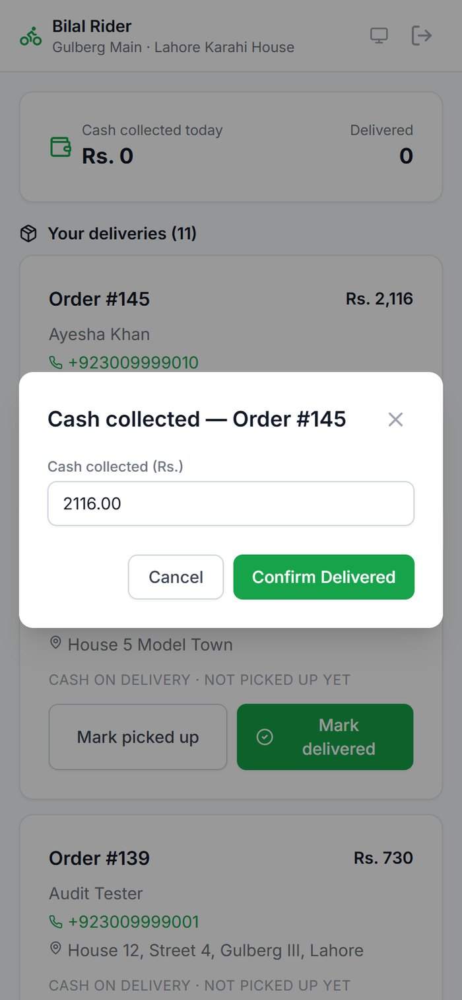 Bilal Rider
Gulberg Main · Lahore Karahi House
Cash collected today
Rs. 0
Delivered
0
Your deliveries (11)
Order #145
Rs. 2,116
Ayesha Khan
+923009999010
Cash collected — Order #145
Cash collected (Rs.)
2116.00
Cancel
Confirm Delivered
House 5 Model Town
CASH ON DELIVERY · NOT PICKED UP YET
Mark picked up
Mark
delivered
Order #139
Rs. 730
Audit Tester
+923009999001
House 12, Street 4, Gulberg III, Lahore
CASH ON DELIVERY · NOT PICKED UP YET